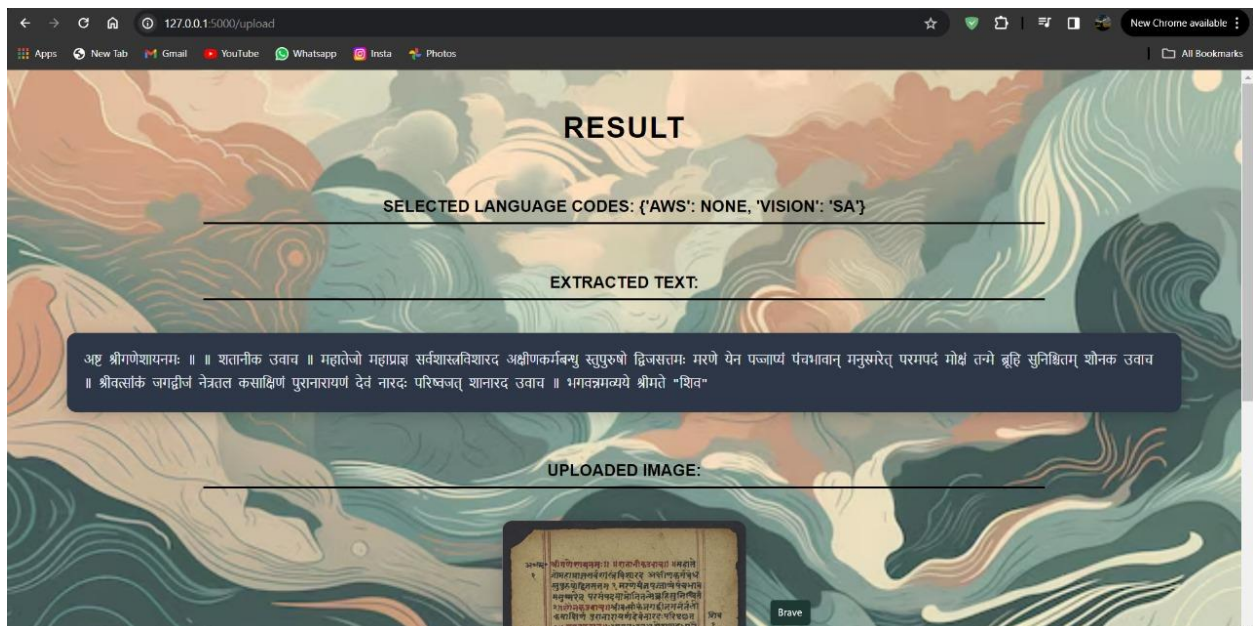 127.0.0.1:5000/upload
New Chrome available
Apps New Tab Gmail YouTube Whatsapp Insta Photos All Bookmarks
RESULT
SELECTED LANGUAGE CODES: {'AWS': NONE, 'VISION': 'SA'}
EXTRACTED TEXT:
अष्ट श्रीगणेशायनमः ॥ ॥ शतानीक उवाच ॥ महातेजो महाप्राज्ञ सर्वशास्त्रविशारद अक्षीणकर्मबन्धु स्तुपुरुषो द्विजसत्तमः मरणे येन पज्जाप्यं पंचभावान् मनुस्मरेत् परमपदं मोक्षं तन्मे ब्रूहि सुनिश्चितम् शोनक उवाच
॥ श्रीवत्सांकं जगद्वीजं नेत्रतल कसाक्षिणं पुरानारायणं देवं नारदः परिष्वजत् शानारद उवाच ॥ भगवन्नमव्यये श्रीमते "शिव"
UPLOADED IMAGE:
Brave